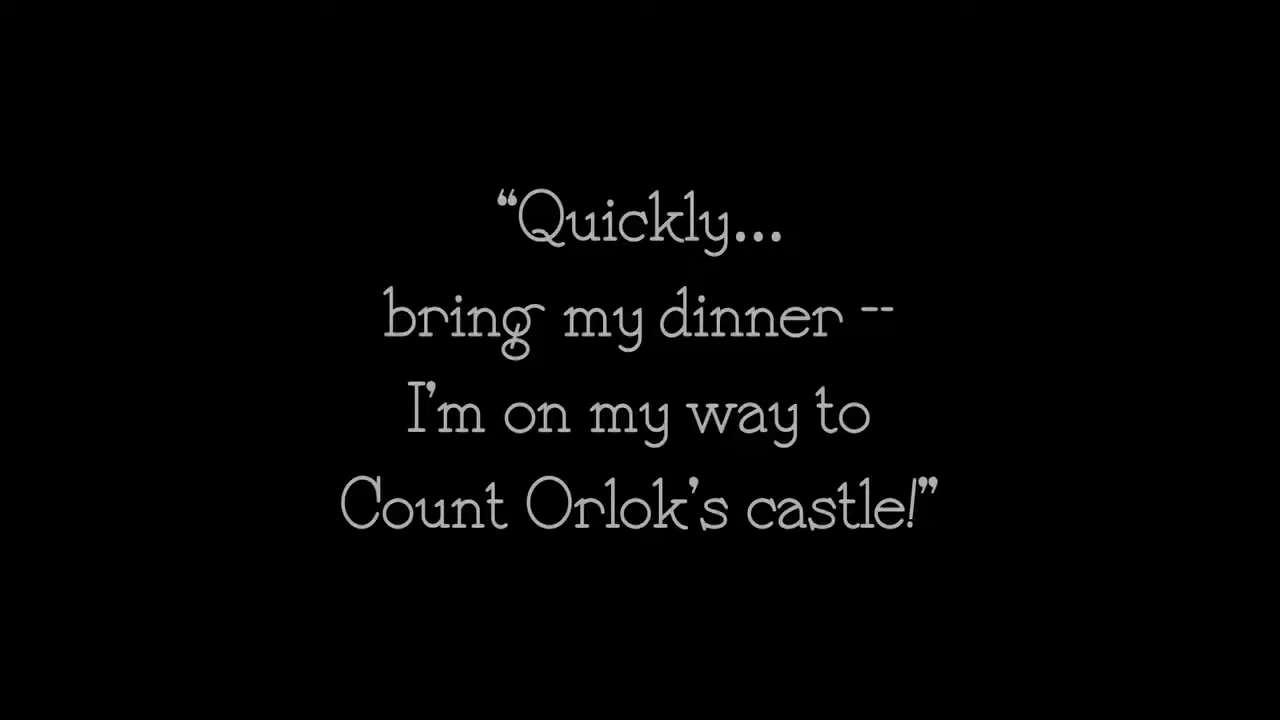 “Quickly...
bring my dinner --
I’m on my way to
Count Orlok’s castle!”